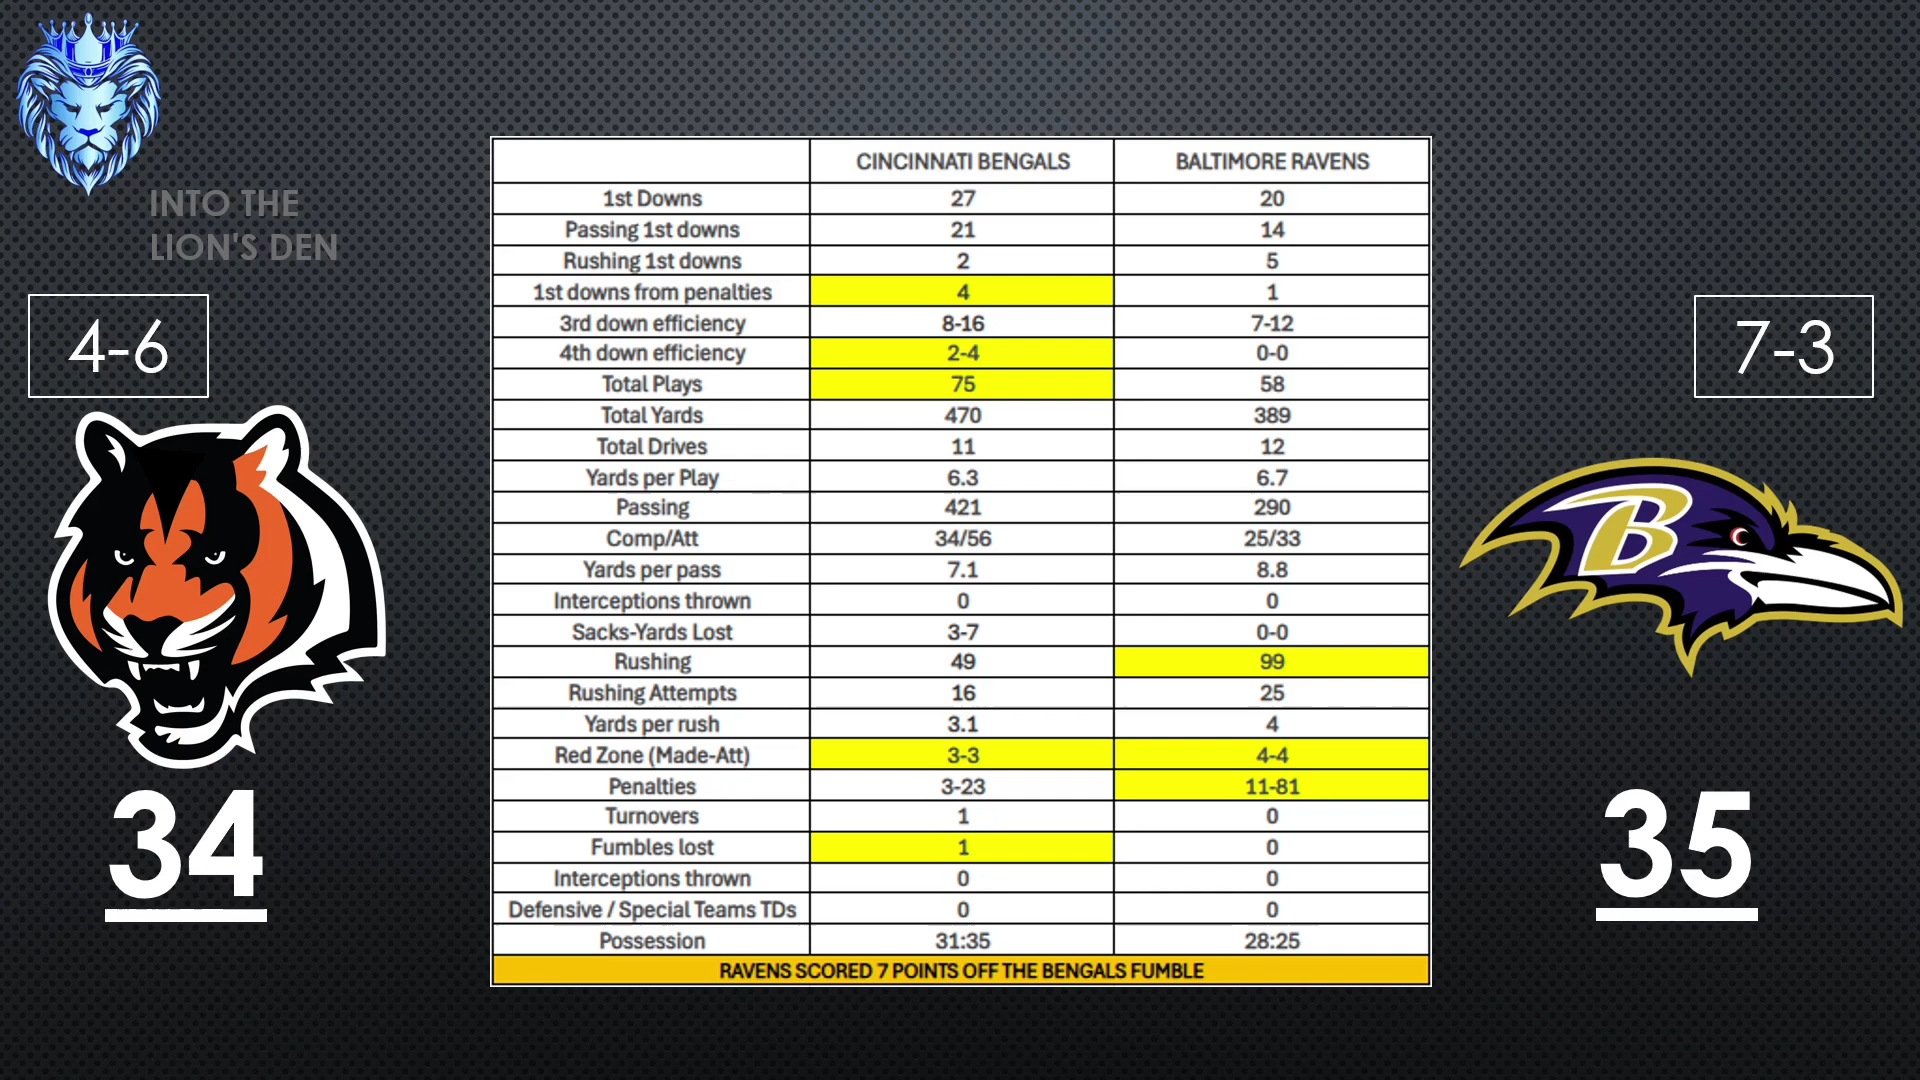 INTO THE
LION'S DEN
4-6
7-3
CINCINNATI BENGALS BALTIMORE RAVENS
1st Downs 27 20
Passing 1st downs 21 14
Rushing 1st downs 2 5
1st downs from penalties 4 1
3rd down efficiency 8-16 7-12
4th down efficiency 2-4 0-0
Total Plays 75 58
Total Yards 470 389
Total Drives 11 12
Yards per Play 6.3 6.7
Passing 421 290
Comp/Att 34/56 25/33
Yards per pass 7.1 8.8
Interceptions thrown 0 0
Sacks-Yards Lost 3-7 0-0
Rushing 49 99
Rushing Attempts 16 25
Yards per rush 3.1 4
Red Zone (Made-Att) 3-3 4-4
Penalties 3-23 11-81
Turnovers 1 0
Fumbles lost 1 0
Interceptions thrown 0 0
Defensive / Special Teams TDs 0 0
Possession 31:35 28:25
RAVENS SCORED 7 POINTS OFF THE BENGALS FUMBLE
B
34
35